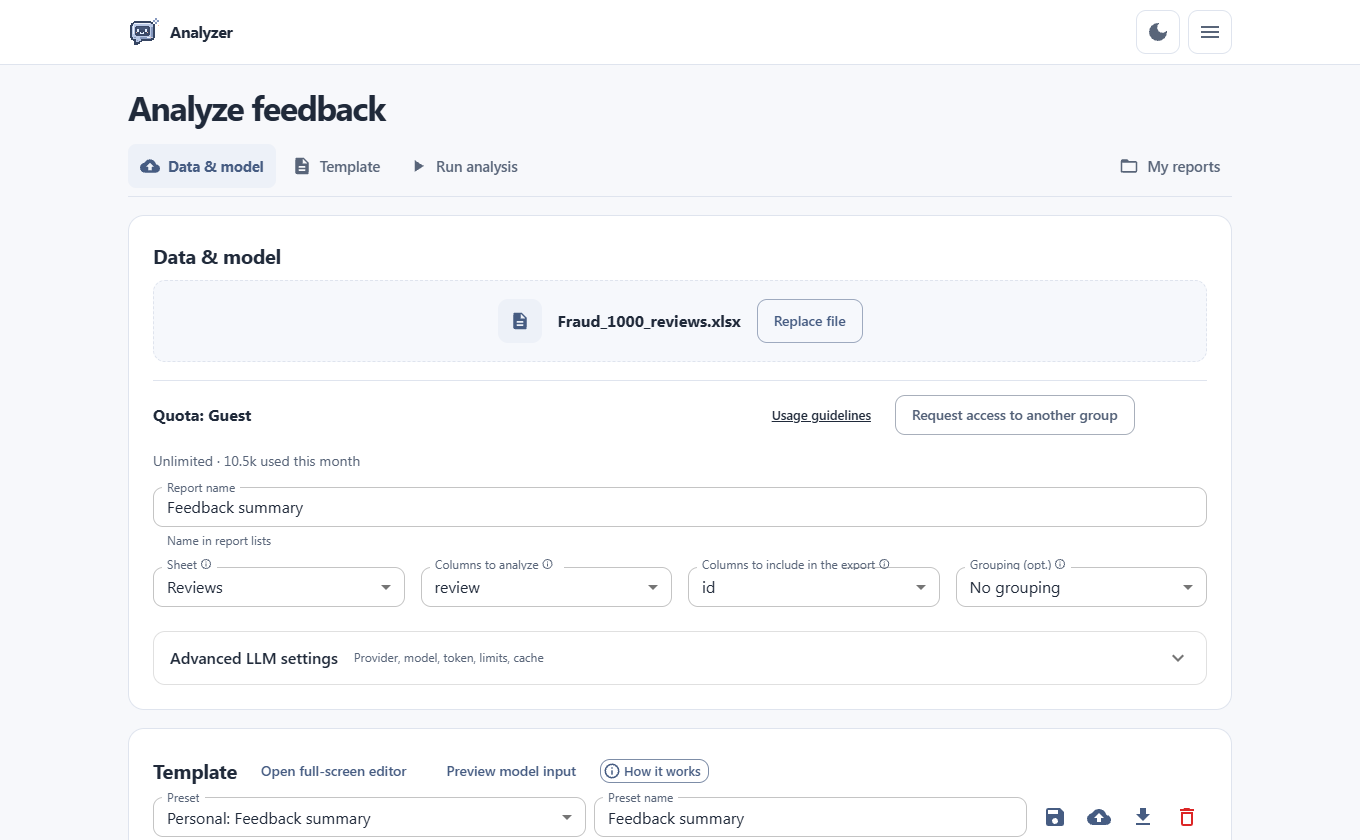 Analyzer
Analyze feedback
Data & model
Template
Run analysis
My reports
Data & model
Fraud_1000_reviews.xlsx
Replace file
Quota: Guest
Usage guidelines
Request access to another group
Unlimited · 10.5k used this month
Report name
Feedback summary
Name in report lists
Sheet
Columns to analyze
Columns to include in the export
Grouping (opt.)
Reviews
review
id
No grouping
Advanced LLM settings
Provider, model, token, limits, cache
Template
Open full-screen editor
Preview model input
How it works
Preset
Preset name
Personal: Feedback summary
Feedback summary